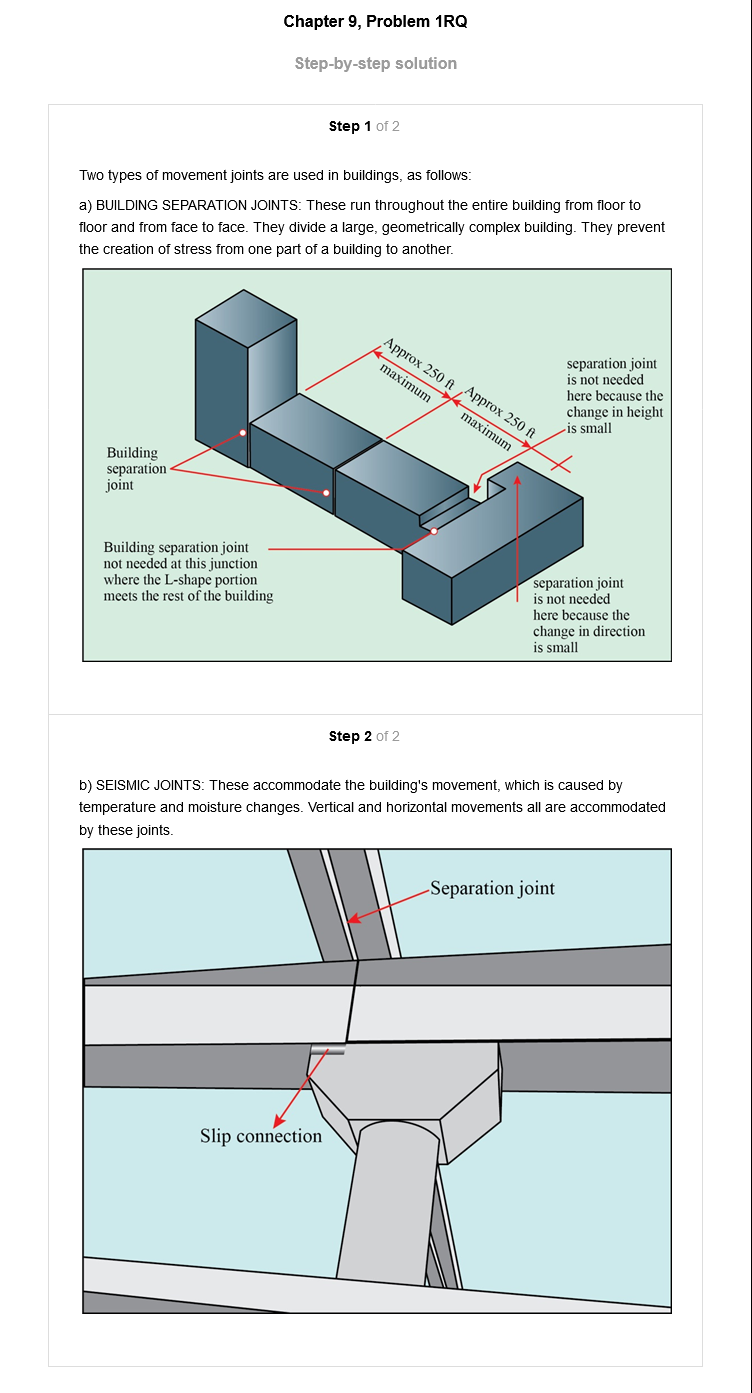 Chapter 9, Problem 1RQ
Step-by-step solution
Step 1 of 2
Two types of movement joints are used in buildings, as follows:
a) BUILDING SEPARATION JOINTS: These run throughout the entire building from floor to
floor and from face to face. They divide a large, geometrically complex building. They prevent
the creation of stress from one part of a building to another.
Approx 250 ft
maximum
Approx 250 ft
maximum
separation joint
is not needed
here because the
change in height
is small
Building
separation
joint
Building separation joint
not needed at this junction
where the L-shape portion
meets the rest of the building
separation joint
is not needed
here because the
change in direction
is small
Step 2 of 2
b) SEISMIC JOINTS: These accommodate the building's movement, which is caused by
temperature and moisture changes. Vertical and horizontal movements all are accommodated
by these joints.
Separation joint
Slip connection